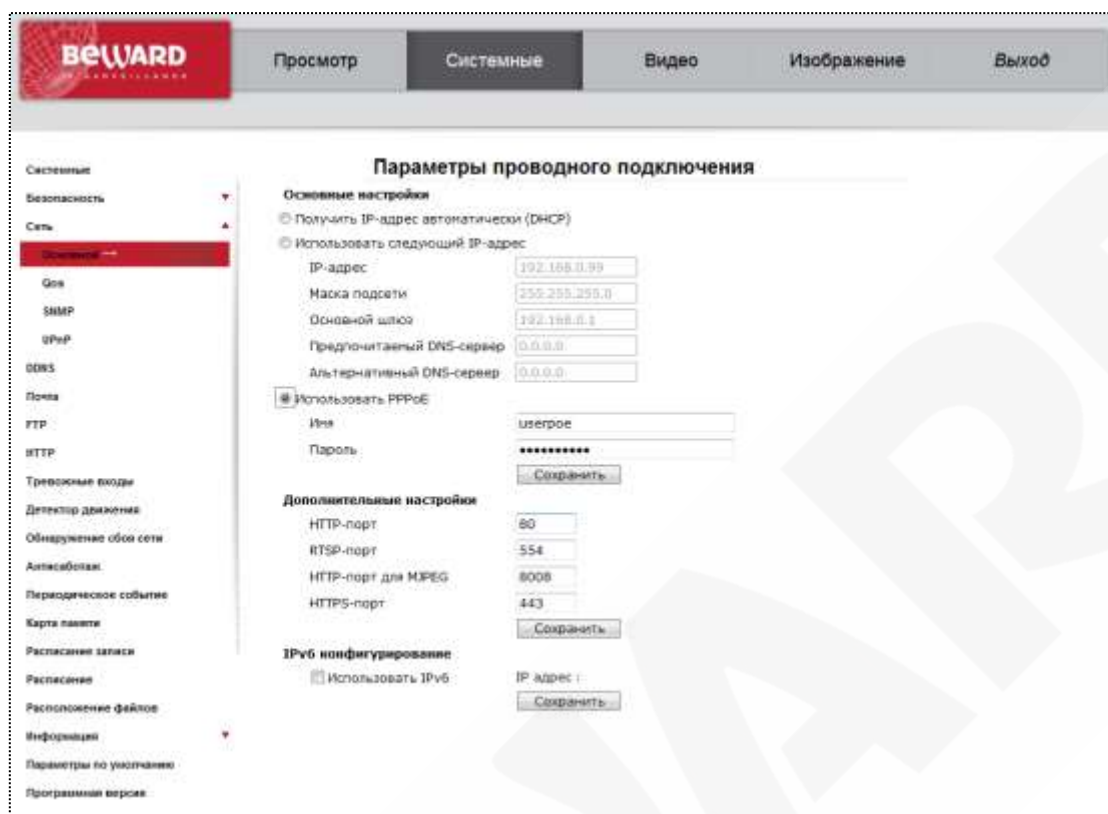 BEWARD
Просмотр
Системные
Видео
Изображение
Выход
Системные
Безопасность
Сеть
Основной
Qos
SNMP
UPnP
DDNS
Почта
FTP
HTTP
Тревожные входы
Детектор движения
Обнаружение сбоя сети
Антисаботаж
Периодическое событие
Карта памяти
Расписание записи
Расписание
Расположение файлов
Информация
Параметры по умолчанию
Программная версия
Параметры проводного подключения
Основные настройки
Получить IP-адрес автоматически (DHCP)
Использовать следующий IP-адрес
IP-адрес 192.168.0.99
Маска подсети 255.255.255.0
Основной шлюз 192.168.0.1
Предпочитаемый DNS-сервер 0.0.0.0
Альтернативный DNS-сервер 0.0.0.0
Использовать PPPoE
Имя userpoe
Пароль ••••••••••
Сохранить
Дополнительные настройки
HTTP-порт 80
RTSP-порт 554
HTTP-порт для MJPEG 8008
HTTPS-порт 443
Сохранить
IPv6 конфигурирование
Использовать IPv6 IP адрес :
Сохранить